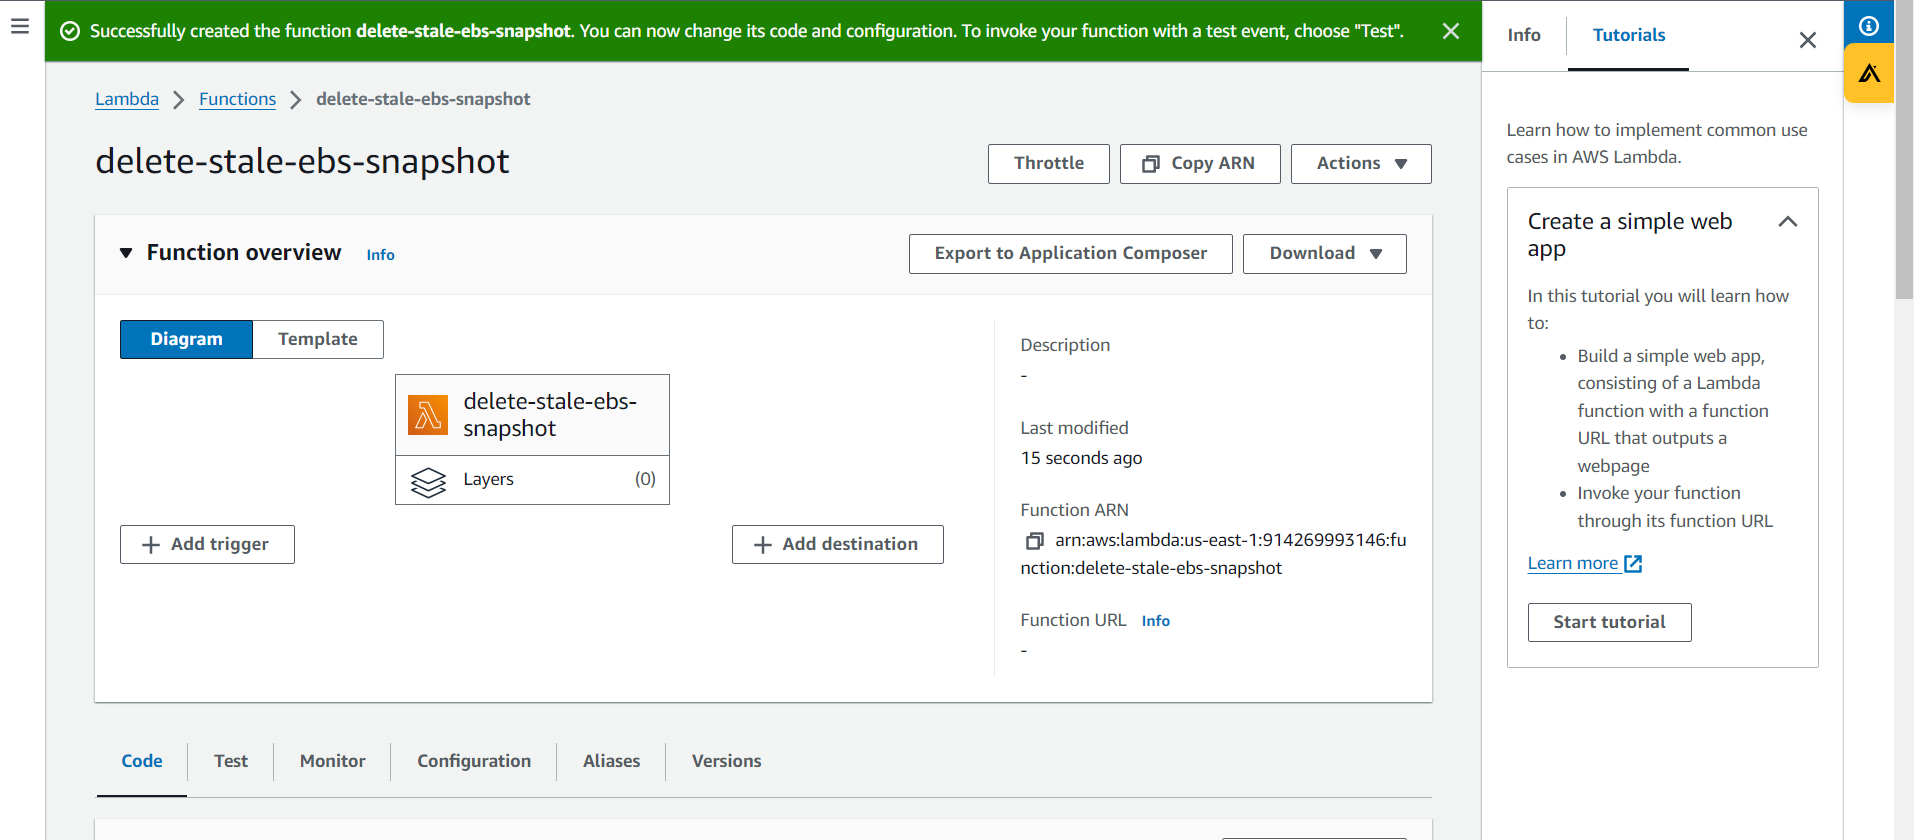 Successfully created the function delete-stale-ebs-snapshot. You can now change its code and configuration. To invoke your function with a test event, choose "Test".
Lambda
Functions
delete-stale-ebs-snapshot
delete-stale-ebs-snapshot
Throttle
Copy ARN
Actions
Function overview
Info
Export to Application Composer
Download
Diagram
Template
delete-stale-ebs-
snapshot
Layers
(0)
Add trigger
Add destination
Description
-
Last modified
15 seconds ago
Function ARN
arn:aws:lambda:us-east-1:914269993146:fu
nction:delete-stale-ebs-snapshot
Function URL Info
-
Code
Test
Monitor
Configuration
Aliases
Versions
Info
Tutorials
Learn how to implement common use
cases in AWS Lambda.
Create a simple web
app
In this tutorial you will learn how
to:
• Build a simple web app,
consisting of a Lambda
function with a function
URL that outputs a
webpage
• Invoke your function
through its function URL
Learn more
Start tutorial